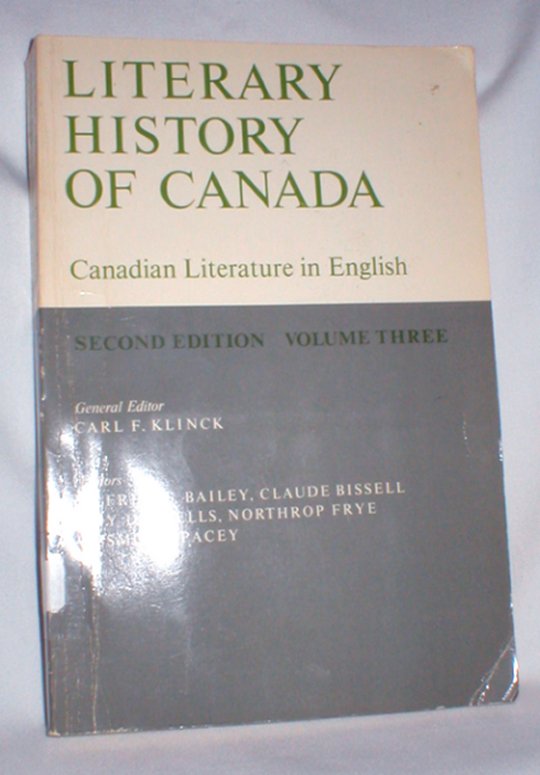 LITERARY
HISTORY
OF CANADA
Canadian Literature in English
SECOND EDITION VOLUME THREE
General Editor
CARL F. KLINCK
BAILEY, CLAUDE BISSELL
NORTHROP FRYE